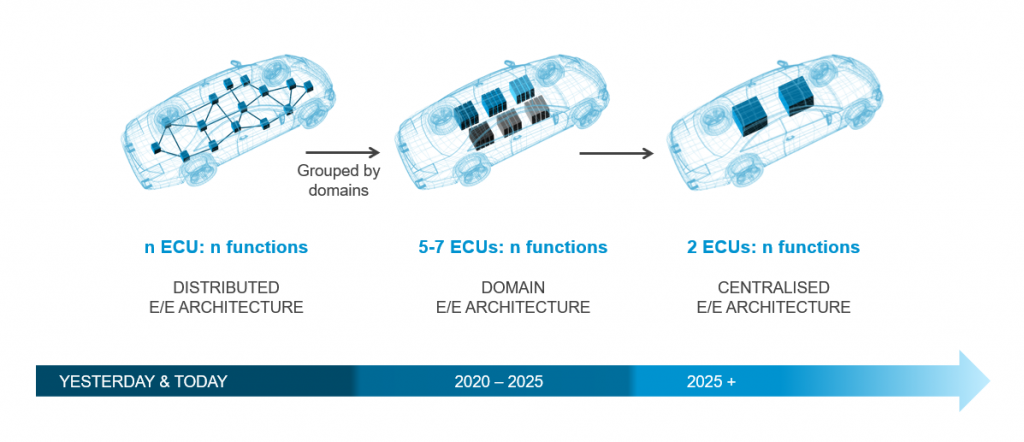 Grouped by
domains
n ECU: n functions
5-7 ECUs: n functions
2 ECUs: n functions
DISTRIBUTED
E/E ARCHITECTURE
DOMAIN
E/E ARCHITECTURE
CENTRALISED
E/E ARCHITECTURE
YESTERDAY & TODAY
2020 – 2025
2025 +